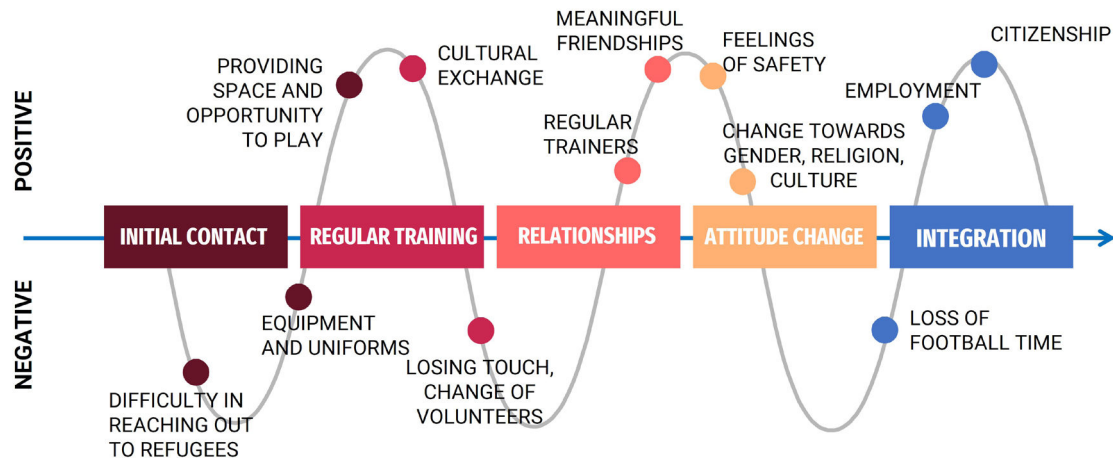 POSITIVE
NEGATIVE
PROVIDING
SPACE AND
OPPORTUNITY
TO PLAY
CULTURAL
EXCHANGE
MEANINGFUL
FRIENDSHIPS
REGULAR
TRAINERS
FEELINGS
OF SAFETY
CHANGE TOWARDS
GENDER, RELIGION,
CULTURE
EMPLOYMENT
CITIZENSHIP
INITIAL CONTACT
REGULAR TRAINING
RELATIONSHIPS
ATTITUDE CHANGE
INTEGRATION
DIFFICULTY IN
REACHING OUT
TO REFUGEES
EQUIPMENT
AND UNIFORMS
LOSING TOUCH,
CHANGE OF
VOLUNTEERS
LOSS OF
FOOTBALL TIME